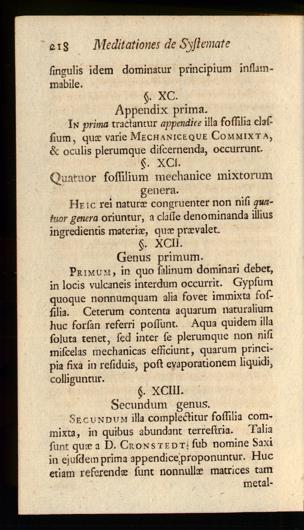 218 Meditationes de Syſtemate
ſingulis idem dominatur principium inflam-
mabile.
§. XC.
Appendix prima.
IN prima tractantur appendice illa foſſilia claſ-
ſium, quæ varie MECHANICEQUE COMMIXTA,
& oculis plerumque diſcernenda, occurrunt.
§. XCI.
Quatuor foſſilium mechanice mixtorum
genera.
HEIC rei naturæ congruenter non niſi qua-
tuor genera oriuntur, a claſſe denominanda illius
ingredientis materiæ, quæ prævalet.
§. XCII.
Genus primum.
PRIMUM, in quo ſalinum dominari debet,
in locis vulcaneis interdum occurrit. Gypſum
quoque nonnumquam alia fovet immixta foſ-
ſilia. Ceterum contenta aquarum naturalium
huc forſan referri poſſunt. Aqua quidem illa
ſoluta tenet, ſed inter ſe plerumque non niſi
miſcelas mechanicas efficiunt, quarum princi-
pia fixa in reſiduis, poſt evaporationem liquidi,
colliguntur.
§. XCIII.
Secundum genus.
SECUNDUM illa complectitur foſſilia com-
mixta, in quibus abundant terreſtria. Talia
ſunt quæ a D. CRONSTEDT, ſub nomine Saxi
in ejuſdem prima appendice proponuntur. Huc
etiam referendæ ſunt nonnullæ matrices tam
metal-